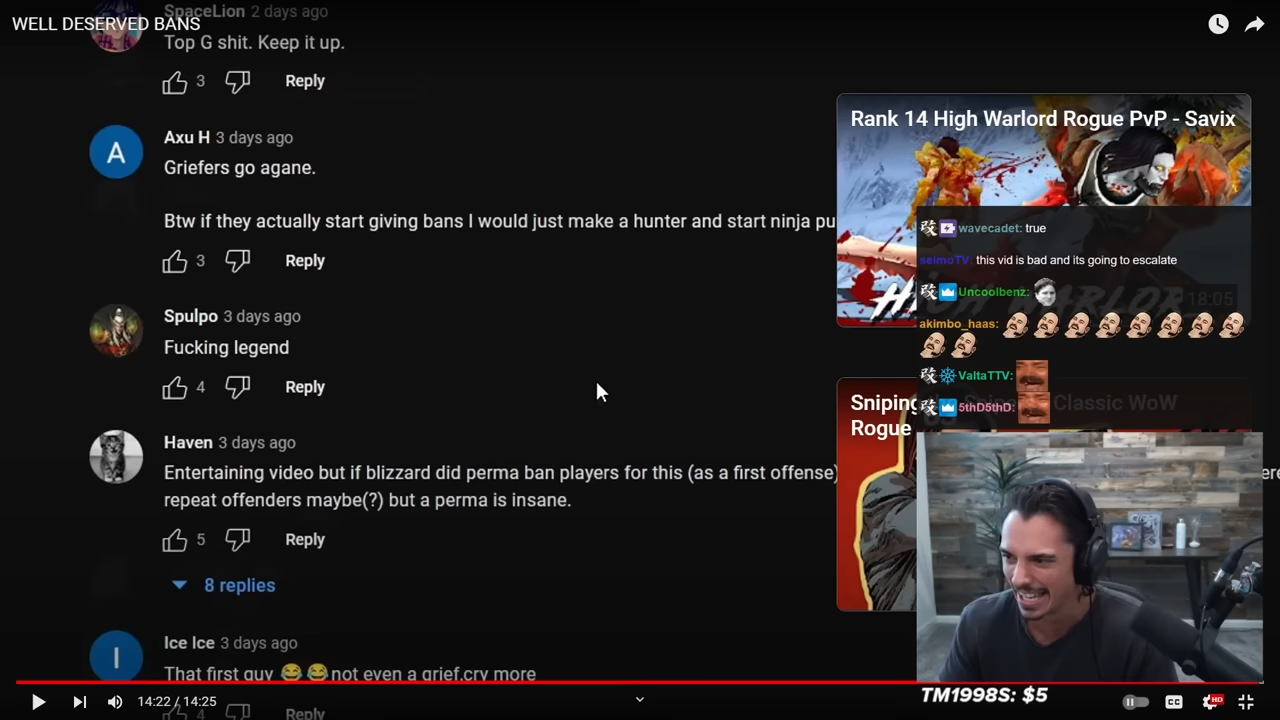 SpaceLion 2 days ago
WELL DESERVED BANS
Top G shit. Keep it up.
3
Reply
Rank 14 High Warlord Rogue PvP - Savix
A
Axu H 3 days ago
Griefers go agane.
Btw if they actually start giving bans I would just make a hunter and start ninja pu
3
Reply
wavecadet: true
seimoTV: this vid is bad and its going to escalate
Uncoolbenz:
18:05
akimbo_haas:
Spulpo 3 days ago
Fucking legend
4
Reply
ValtaTTV:
5thD5thD:
Sniping
Classic WoW
Rogue
Haven 3 days ago
Entertaining video but if blizzard did perma ban players for this (as a first offense)
repeat offenders maybe(?) but a perma is insane.
5
Reply
8 replies
I
Ice Ice 3 days ago
That first guy 😂😂not even a grief,cry more
4
Reply
14:22 / 14:25
TM1998S: $5
CC
HD